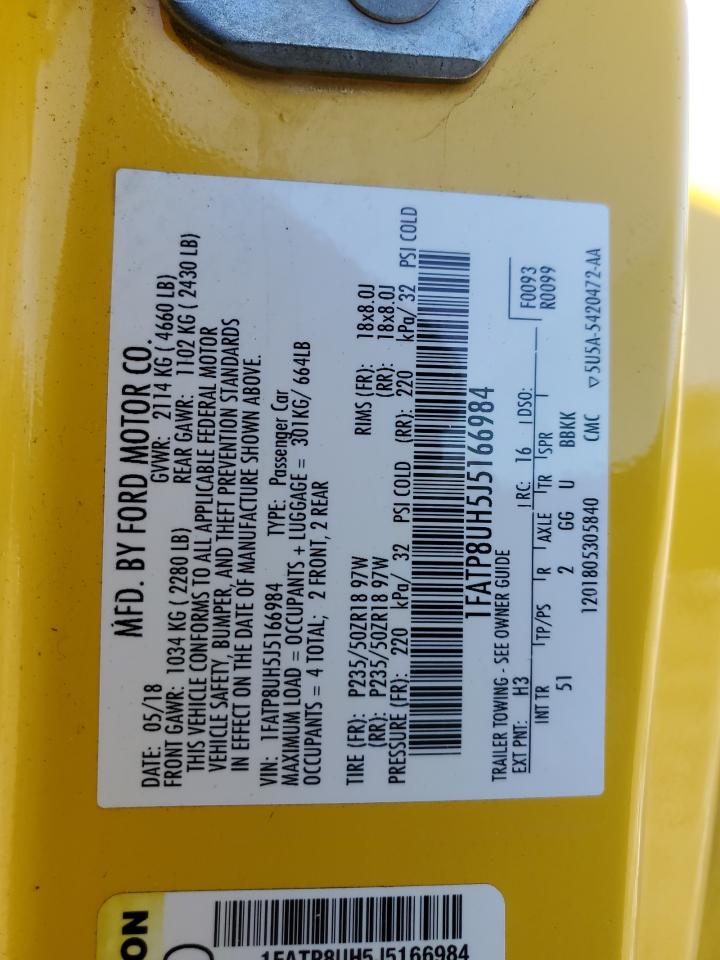 MFD. BY FORD MOTOR CO.
DATE: 05/18 GVWR: 2114 KG ( 4660 LB)
FRONT GAWR: 1034 KG ( 2280 LB) REAR GAWR: 1102 KG ( 2430 LB)
THIS VEHICLE CONFORMS TO ALL APPLICABLE FEDERAL MOTOR
VEHICLE SAFETY, BUMPER, AND THEFT PREVENTION STANDARDS
IN EFFECT ON THE DATE OF MANUFACTURE SHOWN ABOVE.
VIN: 1FATP8UH5J5166984 TYPE: Passenger Car
MAXIMUM LOAD = OCCUPANTS + LUGGAGE = 301KG/ 664LB
OCCUPANTS = 4 TOTAL; 2 FRONT, 2 REAR
TIRE (FR): P235/50ZR18 97W RIMS (FR): 18x8.0J
(RR): P235/50ZR18 97W (RR): 18x8.0J
PRESSURE (FR): 220 kPa/ 32 PSI COLD (RR): 220 kPa/ 32 PSI COLD
1FATP8UH5J5166984
TRAILER TOWING - SEE OWNER GUIDE
EXT PNT: H3 RC: 16 DSO: F0093
R0099
INT TR TP/PS R AXLE TR SPR
51 2 GG U BBKK
1201805305840 CMC ▽5U5A-5420472-AA
ON
1FATP8UH5J5166984